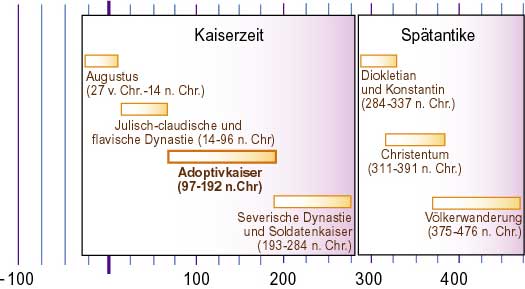 Kaiserzeit
Spätantike
Augustus
(27 v. Chr.-14 n. Chr.)
Julisch-claudische und
flavische Dynastie (14-96 n. Chr)
Adoptivkaiser
(97-192 n.Chr)
Severische Dynastie
und Soldatenkaiser
(193-284 n. Chr.)
Diokletian
und Konstantin
(284-337 n. Chr.)
Christentum
(311-391 n. Chr.)
Völkerwanderung
(375-476 n. Chr.)
-100 100 200 300 400